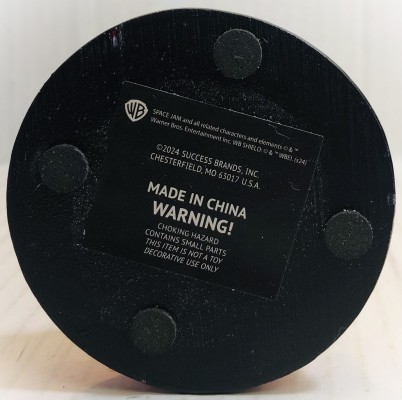 WB
SPACE JAM and all related characters and elements © & ™
Warner Bros. Entertainment Inc. WB SHIELD: © & ™ WBEI. (s24)
©2024 SUCCESS BRANDS, INC.
CHESTERFIELD, MO 63017 U.S.A.
MADE IN CHINA
WARNING!
CHOKING HAZARD
CONTAINS SMALL PARTS
THIS ITEM IS NOT A TOY
DECORATIVE USE ONLY